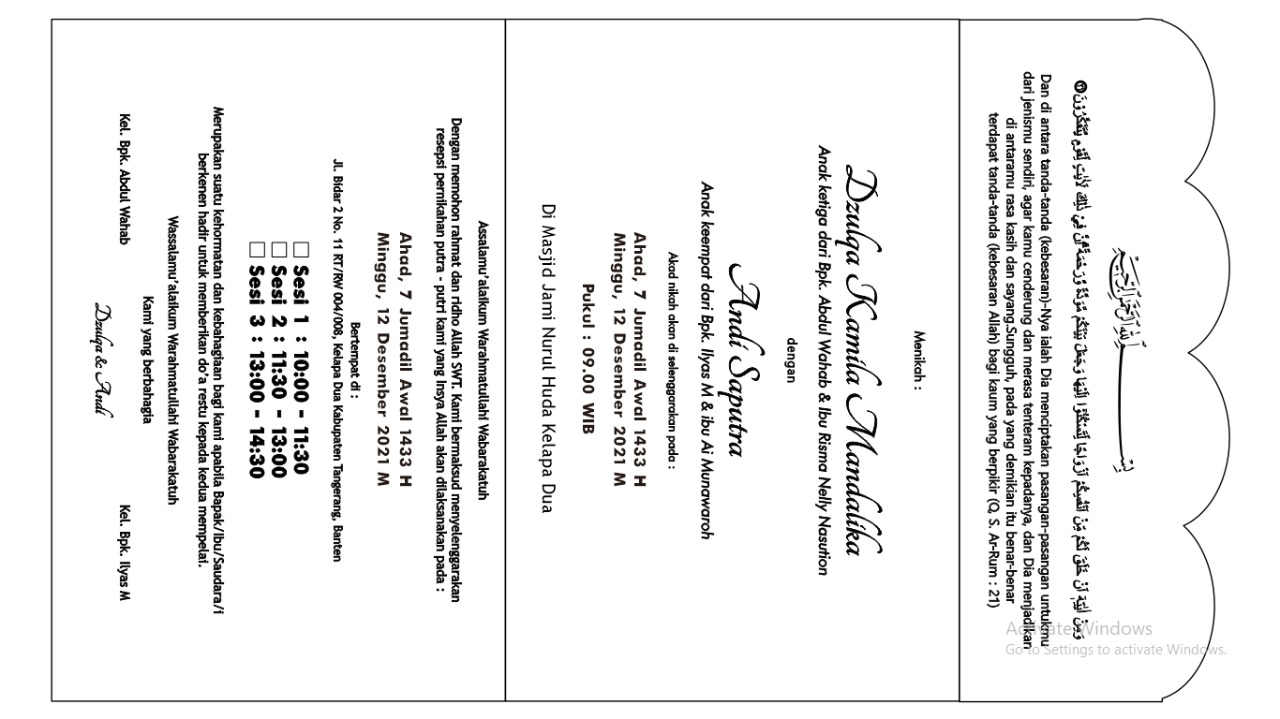 بِسْــــــمِ اللهِ الرَّحْمٰنِ الرَّحِيْمِ
وَمِنْ اٰيٰتِهٖٓ اَنْ خَلَقَ لَكُمْ مِّنْ اَنْفُسِكُمْ اَزْوَاجًا لِّتَسْكُنُوْٓا اِلَيْهَا وَجَعَلَ بَيْنَكُمْ مَّوَدَّةً وَّرَحْمَةً ۗاِنَّ فِيْ ذٰلِكَ لَاٰيٰتٍ لِّقَوْمٍ يَّتَفَكَّرُوْنَ ٢١
Dan di antara tanda-tanda (kebesaran)-Nya ialah Dia menciptakan pasangan-pasangan untukmu
dari jenismu sendiri, agar kamu cenderung dan merasa tenteram kepadanya, dan Dia menjadikan
di antaramu rasa kasih dan sayang.Sungguh, pada yang demikian itu benar-benar
terdapat tanda-tanda (kebesaran Allah) bagi kaum yang berpikir (Q, S. Ar-Rum : 21)
Activate Windows
Go to Settings to activate Windows.
Menikah :
Dzulqa Kamila Mandalika
Anak ketiga dari Bpk. Abdul Wahab & Ibu Risma Nelly Nasution
dengan
Andi Saputra
Anak keempat dari Bpk. Ilyas M & ibu Ai Munawaroh
Akad nikah akan di selenggarakan pada :
Ahad, 7 Jumadil Awal 1433 H
Minggu, 12 Desember 2021 M
Pukul : 09.00 WIB
Di Masjid Jami Nurul Huda Kelapa Dua
Assalamu'alaikum Warahmatullahi Wabarakatuh
Dengan memohon rahmat dan ridho Allah SWT. Kami bermaksud menyelenggarakan
resepsi pernikahan putra - putri kami yang Insya Allah akan dilaksanakan pada :
Ahad, 7 Jumadil Awal 1433 H
Minggu, 12 Desember 2021 M
Bertempat di :
Jl. Bidar 2 No. 11 RT/RW 004/008, Kelapa Dua Kabupaten Tangerang, Banten
Sesi 1 : 10:00 - 11:30
Sesi 2 : 11:30 - 13:00
Sesi 3 : 13:00 - 14:30
Merupakan suatu kehormatan dan kebahagiaan bagi kami apabila Bapak/Ibu/Saudara/i
berkenen hadir untuk memberikan do'a restu kepada kedua mempelai.
Wassalamu'alaikum Warahmatullahi Wabarakatuh
Kami yang berbahagia
Kel. Bpk. Abdul Wahab
Kel. Bpk. Ilyas M
Dzulqa & Andi